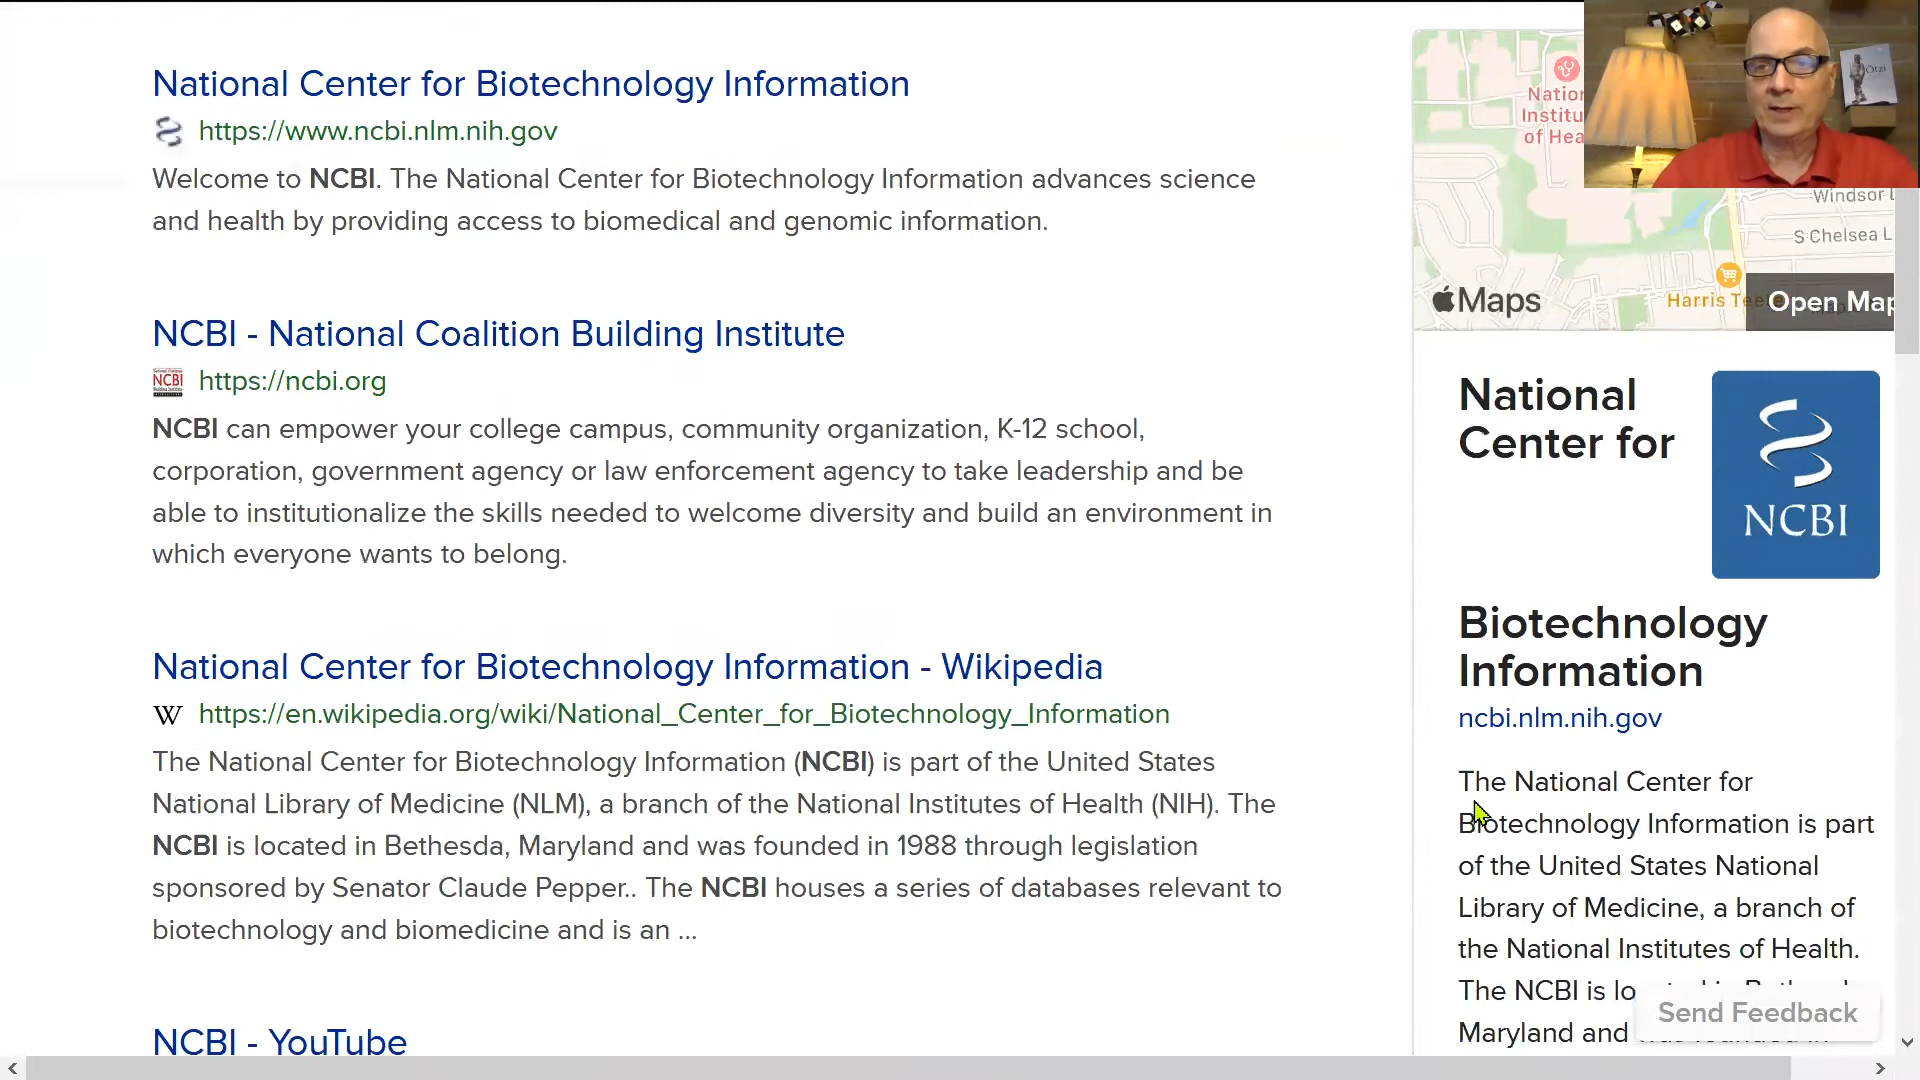 National Center for Biotechnology Information
https://www.ncbi.nlm.nih.gov
Welcome to NCBI. The National Center for Biotechnology Information advances science
and health by providing access to biomedical and genomic information.
NCBI - National Coalition Building Institute
NCBI
https://ncbi.org
NCBI can empower your college campus, community organization, K-12 school,
corporation, government agency or law enforcement agency to take leadership and be
able to institutionalize the skills needed to welcome diversity and build an environment in
which everyone wants to belong.
National Center for Biotechnology Information - Wikipedia
W https://en.wikipedia.org/wiki/National_Center_for_Biotechnology_Information
The National Center for Biotechnology Information (NCBI) is part of the United States
National Library of Medicine (NLM), a branch of the National Institutes of Health (NIH). The
NCBI is located in Bethesda, Maryland and was founded in 1988 through legislation
sponsored by Senator Claude Pepper.. The NCBI houses a series of databases relevant to
biotechnology and biomedicine and is an ...
NCBI - YouTube
Natio
Institu
of Hea
Ötzi
Windsor L
S Chelsea L
Maps
Harris
Open Map
National
Center for
NCBI
Biotechnology
Information
ncbi.nlm.nih.gov
The National Center for
Biotechnology Information is part
of the United States National
Library of Medicine, a branch of
the National Institutes of Health.
The NCBI is
Maryland and
Send Feedback